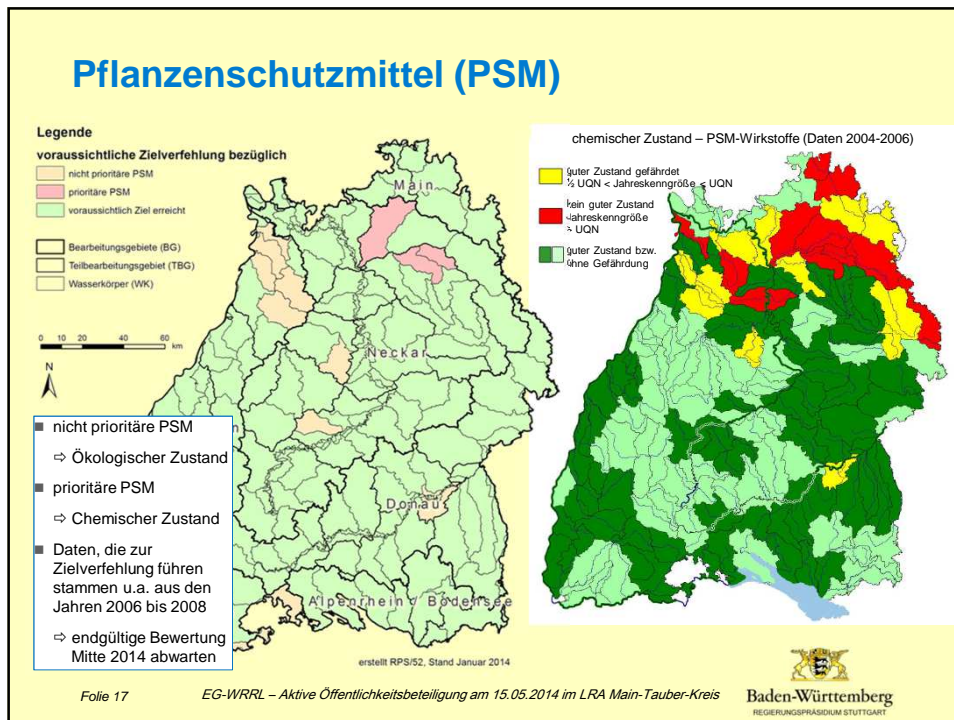 Pflanzenschutzmittel (PSM)
Legende
voraussichtliche Zielverfehlung bezüglich
nicht prioritäre PSM
prioritäre PSM
voraussichtlich Ziel erreicht
Bearbeitungsgebiete (BG)
Teilbearbeitungsgebiet (TBG)
Wasserkörper (WK)
0 10 20 40 60
km
N
Main
Neckar
Donau
Alpenrhein / Bodensee
erstellt RPS/52, Stand Januar 2014
nicht prioritäre PSM
⇨ Ökologischer Zustand
prioritäre PSM
⇨ Chemischer Zustand
Daten, die zur
Zielverfehlung führen
stammen u.a. aus den
Jahren 2006 bis 2008
⇨ endgültige Bewertung
Mitte 2014 abwarten
chemischer Zustand – PSM-Wirkstoffe (Daten 2004-2006)
guter Zustand gefährdet
½ UQN < Jahreskenngröße < UQN
kein guter Zustand
Jahreskenngröße
> UQN
guter Zustand bzw.
ohne Gefährdung
Folie 17
EG-WRRL – Aktive Öffentlichkeitsbeteiligung am 15.05.2014 im LRA Main-Tauber-Kreis
Baden-Württemberg
REGIERUNGSPRÄSIDIUM STUTTGART